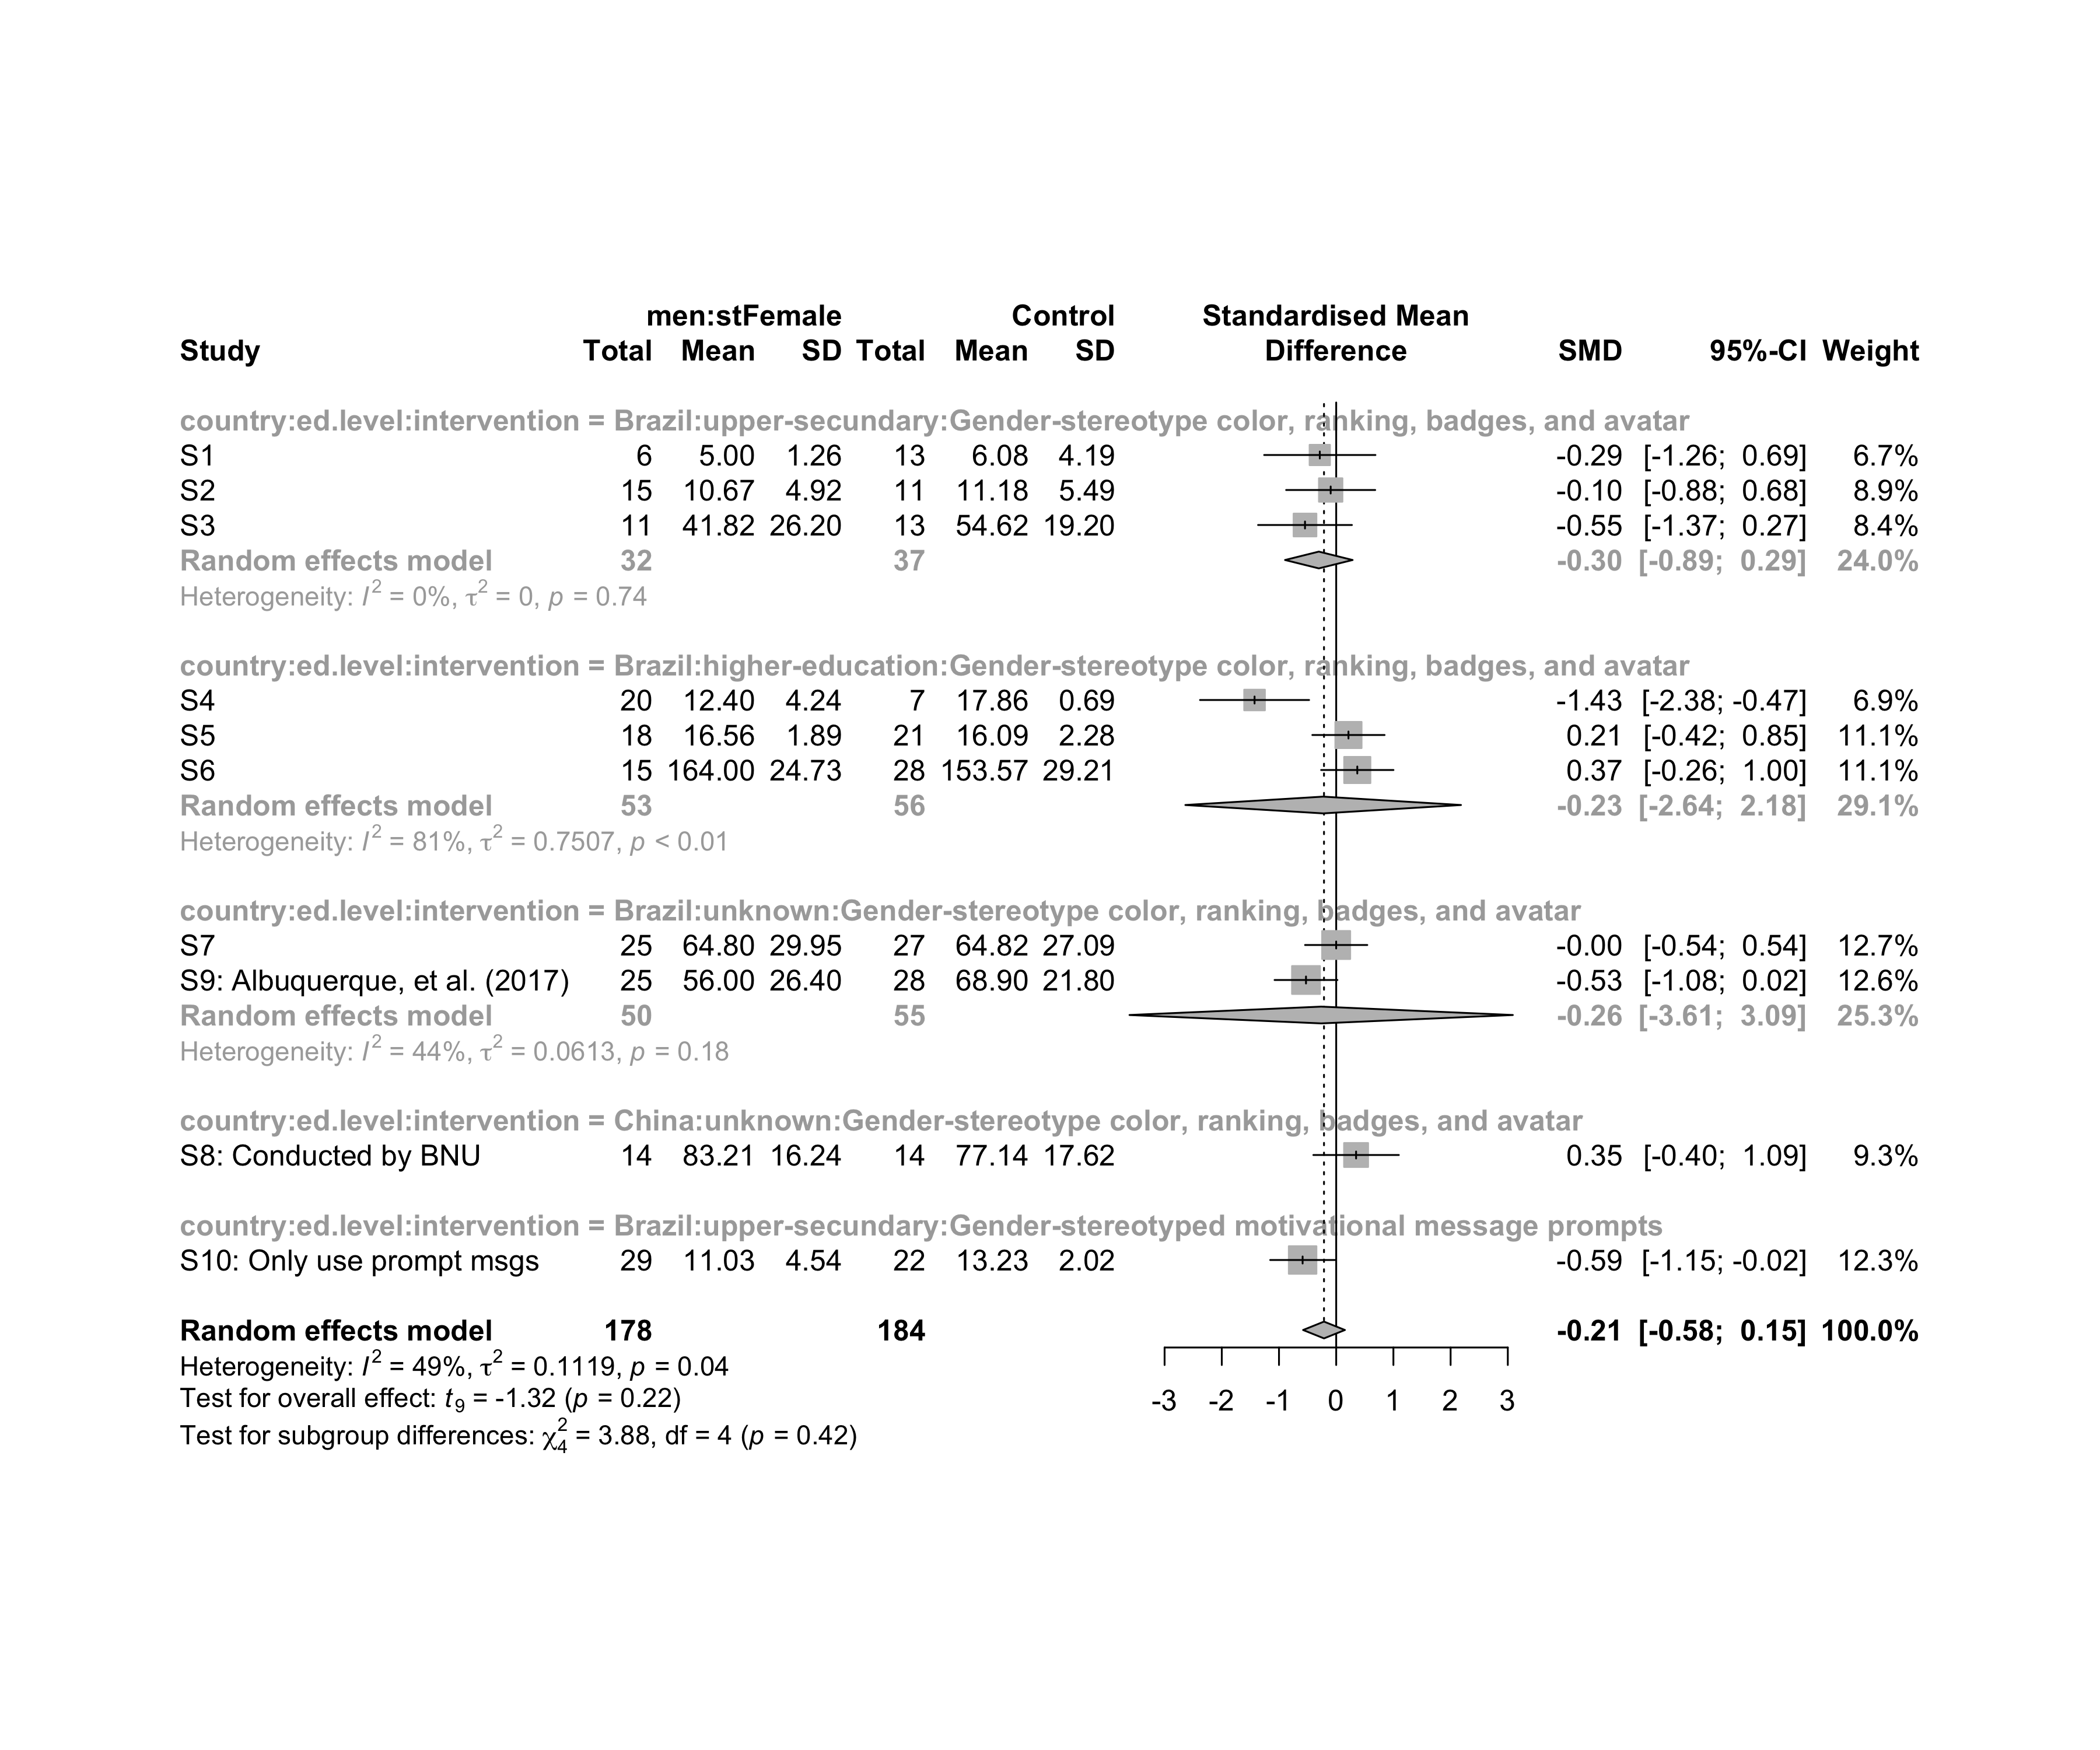 men:stFemale Control Standardised Mean
Study Total Mean SD Total Mean SD Difference SMD 95%-CI Weight
country:ed.level:intervention = Brazil:upper-secundary:Gender-stereotype color, ranking, badges, and avatar
S1 6 5.00 1.26 13 6.08 4.19 -0.29 [-1.26; 0.69] 6.7%
S2 15 10.67 4.92 11 11.18 5.49 -0.10 [-0.88; 0.68] 8.9%
S3 11 41.82 26.20 13 54.62 19.20 -0.55 [-1.37; 0.27] 8.4%
Random effects model 32 37 -0.30 [-0.89; 0.29] 24.0%
Heterogeneity: I² = 0%, τ² = 0, p = 0.74
country:ed.level:intervention = Brazil:higher-education:Gender-stereotype color, ranking, badges, and avatar
S4 20 12.40 4.24 7 17.86 0.69 -1.43 [-2.38; -0.47] 6.9%
S5 18 16.56 1.89 21 16.09 2.28 0.21 [-0.42; 0.85] 11.1%
S6 15 164.00 24.73 28 153.57 29.21 0.37 [-0.26; 1.00] 11.1%
Random effects model 53 56 -0.23 [-2.64; 2.18] 29.1%
Heterogeneity: I² = 81%, τ² = 0.7507, p < 0.01
country:ed.level:intervention = Brazil:unknown:Gender-stereotype color, ranking, badges, and avatar
S7 25 64.80 29.95 27 64.82 27.09 -0.00 [-0.54; 0.54] 12.7%
S9: Albuquerque, et al. (2017) 25 56.00 26.40 28 68.90 21.80 -0.53 [-1.08; 0.02] 12.6%
Random effects model 50 55 -0.26 [-3.61; 3.09] 25.3%
Heterogeneity: I² = 44%, τ² = 0.0613, p = 0.18
country:ed.level:intervention = China:unknown:Gender-stereotype color, ranking, badges, and avatar
S8: Conducted by BNU 14 83.21 16.24 14 77.14 17.62 0.35 [-0.40; 1.09] 9.3%
country:ed.level:intervention = Brazil:upper-secundary:Gender-stereotyped motivational message prompts
S10: Only use prompt msgs 29 11.03 4.54 22 13.23 2.02 -0.59 [-1.15; -0.02] 12.3%
Random effects model 178 184 -0.21 [-0.58; 0.15] 100.0%
Heterogeneity: I² = 49%, τ² = 0.1119, p = 0.04
Test for overall effect: t₉ = -1.32 (p = 0.22)
-3 -2 -1 0 1 2 3
Test for subgroup differences: χ²₄ = 3.88, df = 4 (p = 0.42)